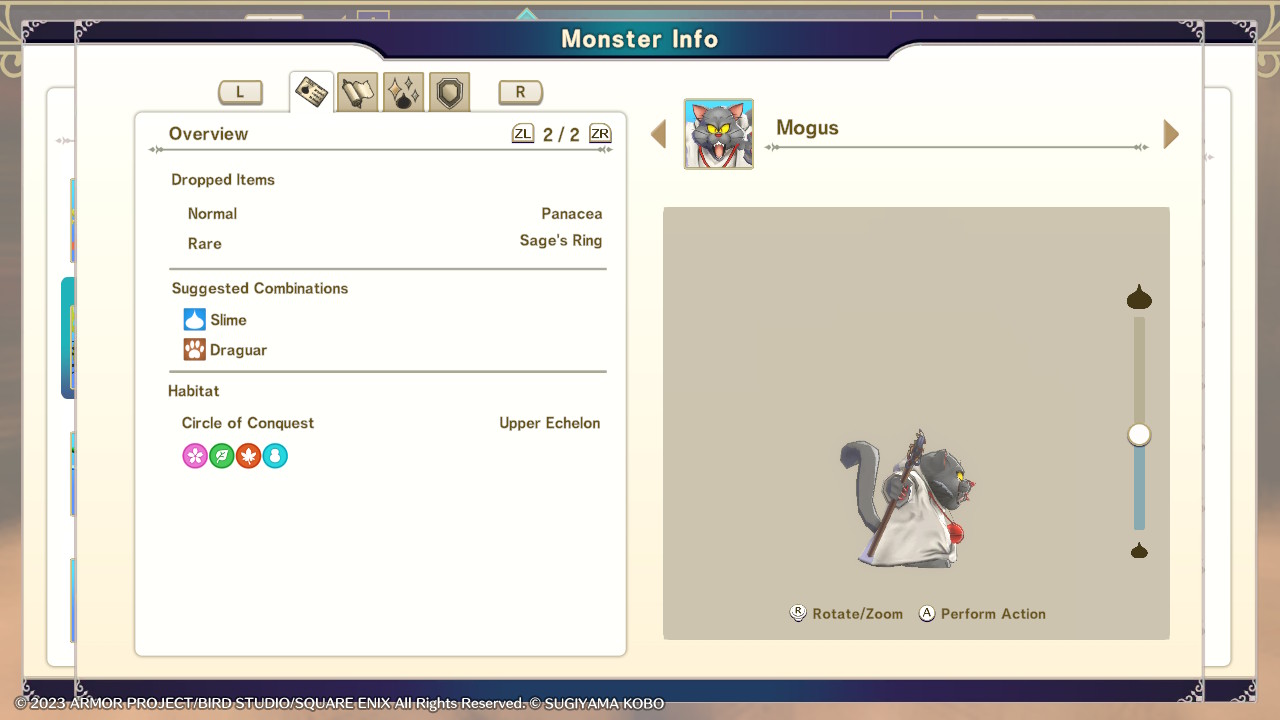 Monster Info
L
R
Overview
ZL 2 / 2 ZR
Mogus
Dropped Items
Normal Panacea
Rare Sage's Ring
Suggested Combinations
Slime
Draguar
Habitat
Circle of Conquest Upper Echelon
R Rotate/Zoom A Perform Action
© 2023 ARMOR PROJECT/BIRD STUDIO/SQUARE ENIX All Rights Reserved. © SUGIYAMA KOBO